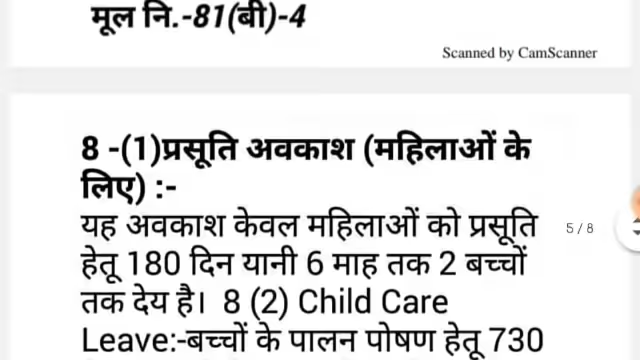 मूल नि.-81(बी)-4
Scanned by CamScanner
8 -(1)प्रसूति अवकाश (महिलाओं के
लिए) :-
यह अवकाश केवल महिलाओं को प्रसूति
हेतू 180 दिन यानी 6 माह तक 2 बच्चों
तक देय है। 8 (2) Child Care
Leave:-बच्चों के पालन पोषण हेतू 730
5 / 8